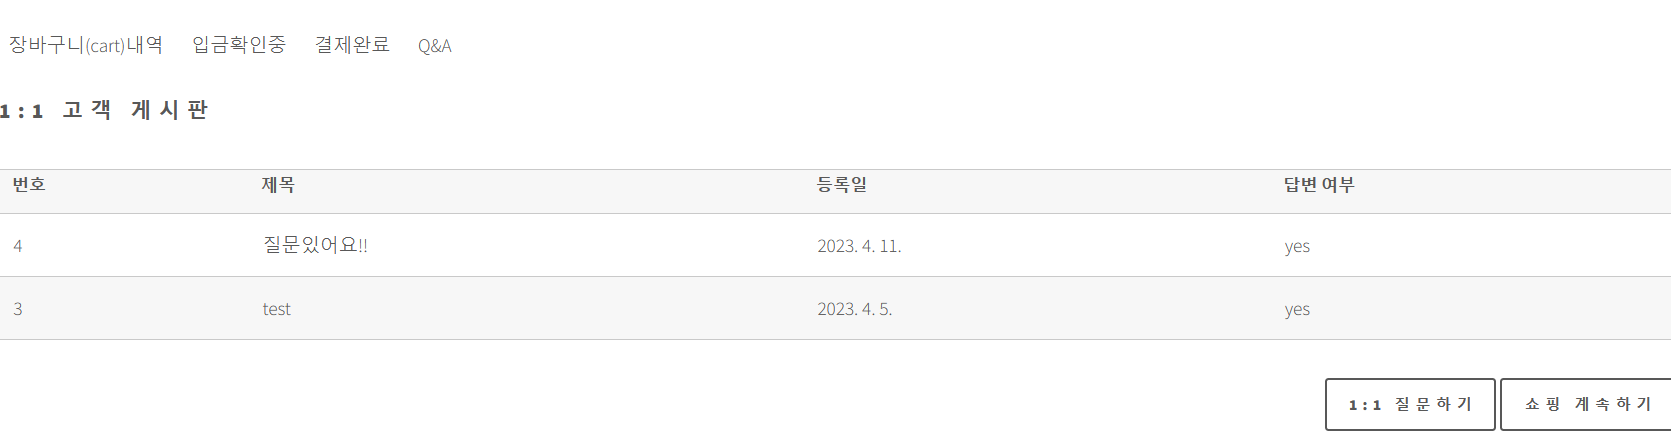 장바구니(cart)내역 입금확인중 결제완료 Q&A
1:1 고객 게시판
번호 제목 등록일 답변 여부
4 질문있어요!! 2023. 4. 11. yes
3 test 2023. 4. 5. yes
1:1 질문하기 쇼핑 계속하기